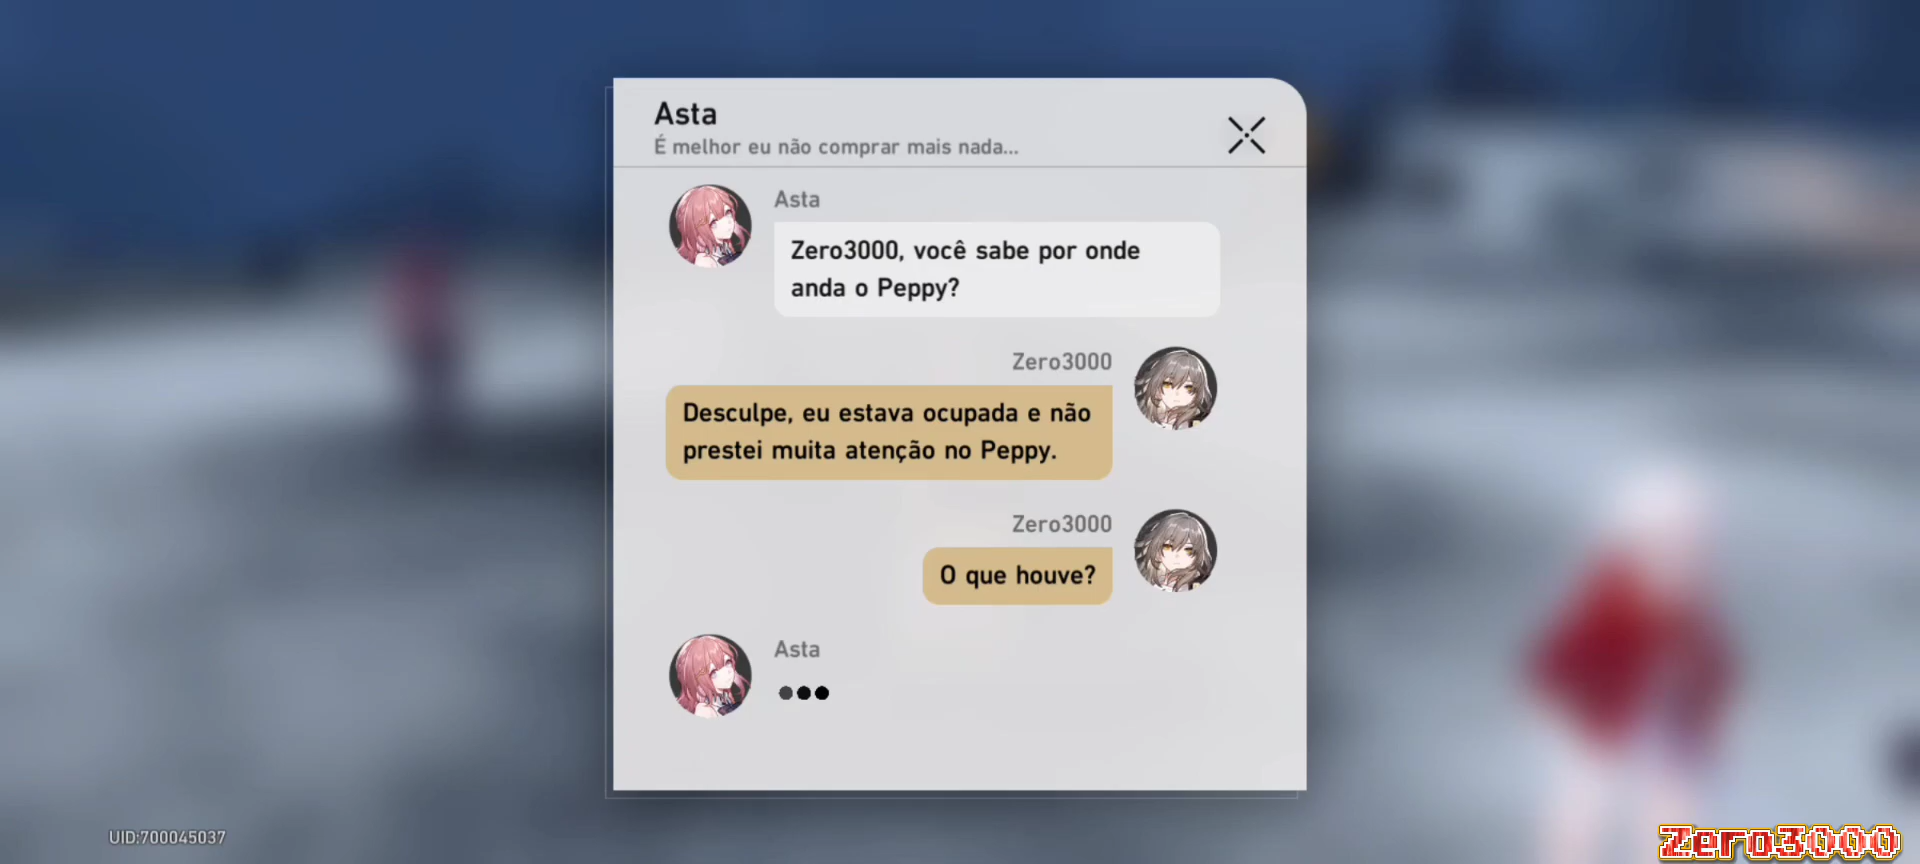 Asta
É melhor eu não comprar mais nada...
Asta
Zero3000, você sabe por onde
anda o Peppy?
Zero3000
Desculpe, eu estava ocupada e não
prestei muita atenção no Peppy.
Zero3000
O que houve?
Asta
UID:700045037
Zero3000